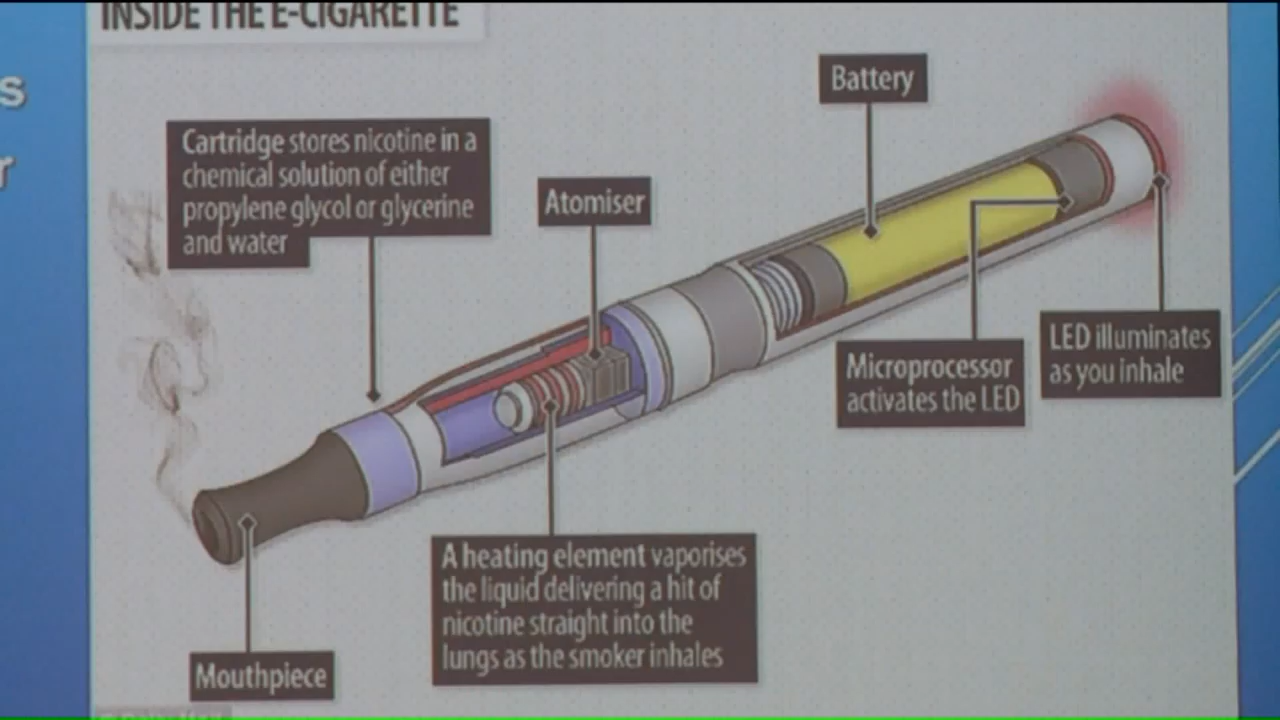 INSIDE THE E-CIGARETTE
s
r
Battery
Cartridge stores nicotine in a
chemical solution of either
propylene glycol or glycerine
and water
Atomiser
LED illuminates
as you inhale
Microprocessor
activates the LED
A heating element vaporises
the liquid delivering a hit of
nicotine straight into the
lungs as the smoker inhales
Mouthpiece